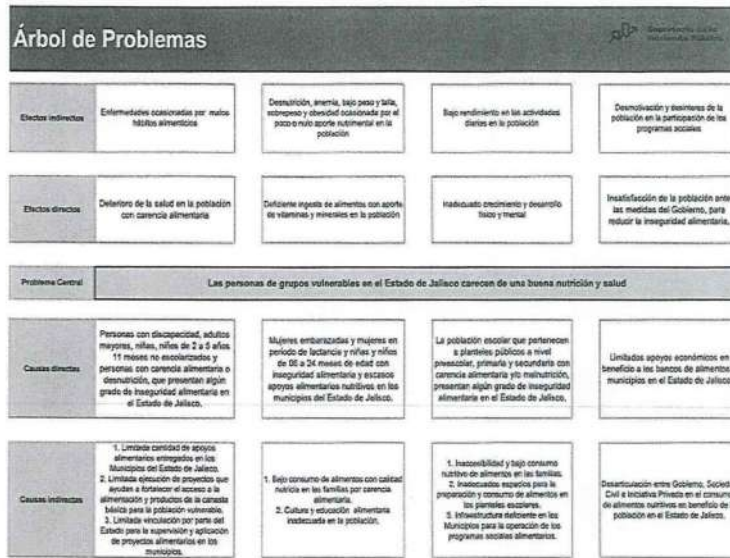 Árbol de Problemas
Secretaría de la
Hacienda Pública
Efectos indirectos
Enfermedades ocasionadas por malos
hábitos alimenticios
Desnutrición, anemia, bajo peso y talla,
sobrepeso y obesidad ocasionada por el
poco o nulo aporte nutrimental en la
población
Bajo rendimiento en las actividades
diarias en la población
Desmotivación y desinteres de la
población en la participación de los
programas sociales
Efectos directos
Deterioro de la salud en la población
con carencia alimentaria
Deficiente ingesta de alimentos con aporte
de vitaminas y minerales en la población
Inadecuado crecimiento y desarrollo
físico y mental
Insatisfacción de la población ante
las medidas del Gobierno, para
reducir la inseguridad alimentaria.
Problema Central
Las personas de grupos vulnerables en el Estado de Jalisco carecen de una buena nutrición y salud
Causas directas
Personas con discapacidad, adultos
mayores, niñas, niños de 2 a 5 años
11 meses no escolarizados y
personas con carencia alimentaria o
desnutrición, que presentan algún
grado de inseguridad alimentaria en
el Estado de Jalisco.
Mujeres embarazadas y mujeres en
periodo de lactancia y niñas y niños
de 06 a 24 meses de edad con
inseguridad alimentaria y escasos
apoyos alimentarios nutritivos en los
municipios del Estado de Jalisco.
La población escolar que pertenecen
a planteles públicos a nivel
preescolar, primaria y secundaria con
carencia alimentaria y/o malnutrición,
presentan algún grado de inseguridad
alimentaria en el Estado de Jalisco.
Limitados apoyos económicos en
beneficio a los bancos de alimentos
municipios en el Estado de Jalisco
Causas indirectas
1. Limitada cantidad de apoyos
alimentarios entregados en los
Municipios del Estado de Jalisco.
2. Limitada ejecución de proyectos que
ayudan a fortalecer el acceso a la
alimentación y productos de la canasta
básica para la población vulnerable.
3. Limitada vinculación por parte del
Estado para la supervisión y aplicación
de proyectos alimentarios en los
municipios.
1. Bajo consumo de alimentos con calidad
nutricia en las familias por carencia
alimentaria.
2. Cultura y educación alimentaria
inadecuada en la población.
1. Inaccesibilidad y bajo consumo
nutritivo de alimentos en las familias.
2. Inadecuados espacios para la
preparación y consumo de alimentos en
los planteles escolares.
3. Infraestructura deficiente en los
Municipios para la operación de los
programas sociales alimentarios.
Desarticulación entre Gobierno, Socieda
Civil e Iniciativa Privada en el consumo
de alimentos nutritivos en beneficio de l
población en el Estado de Jalisco.